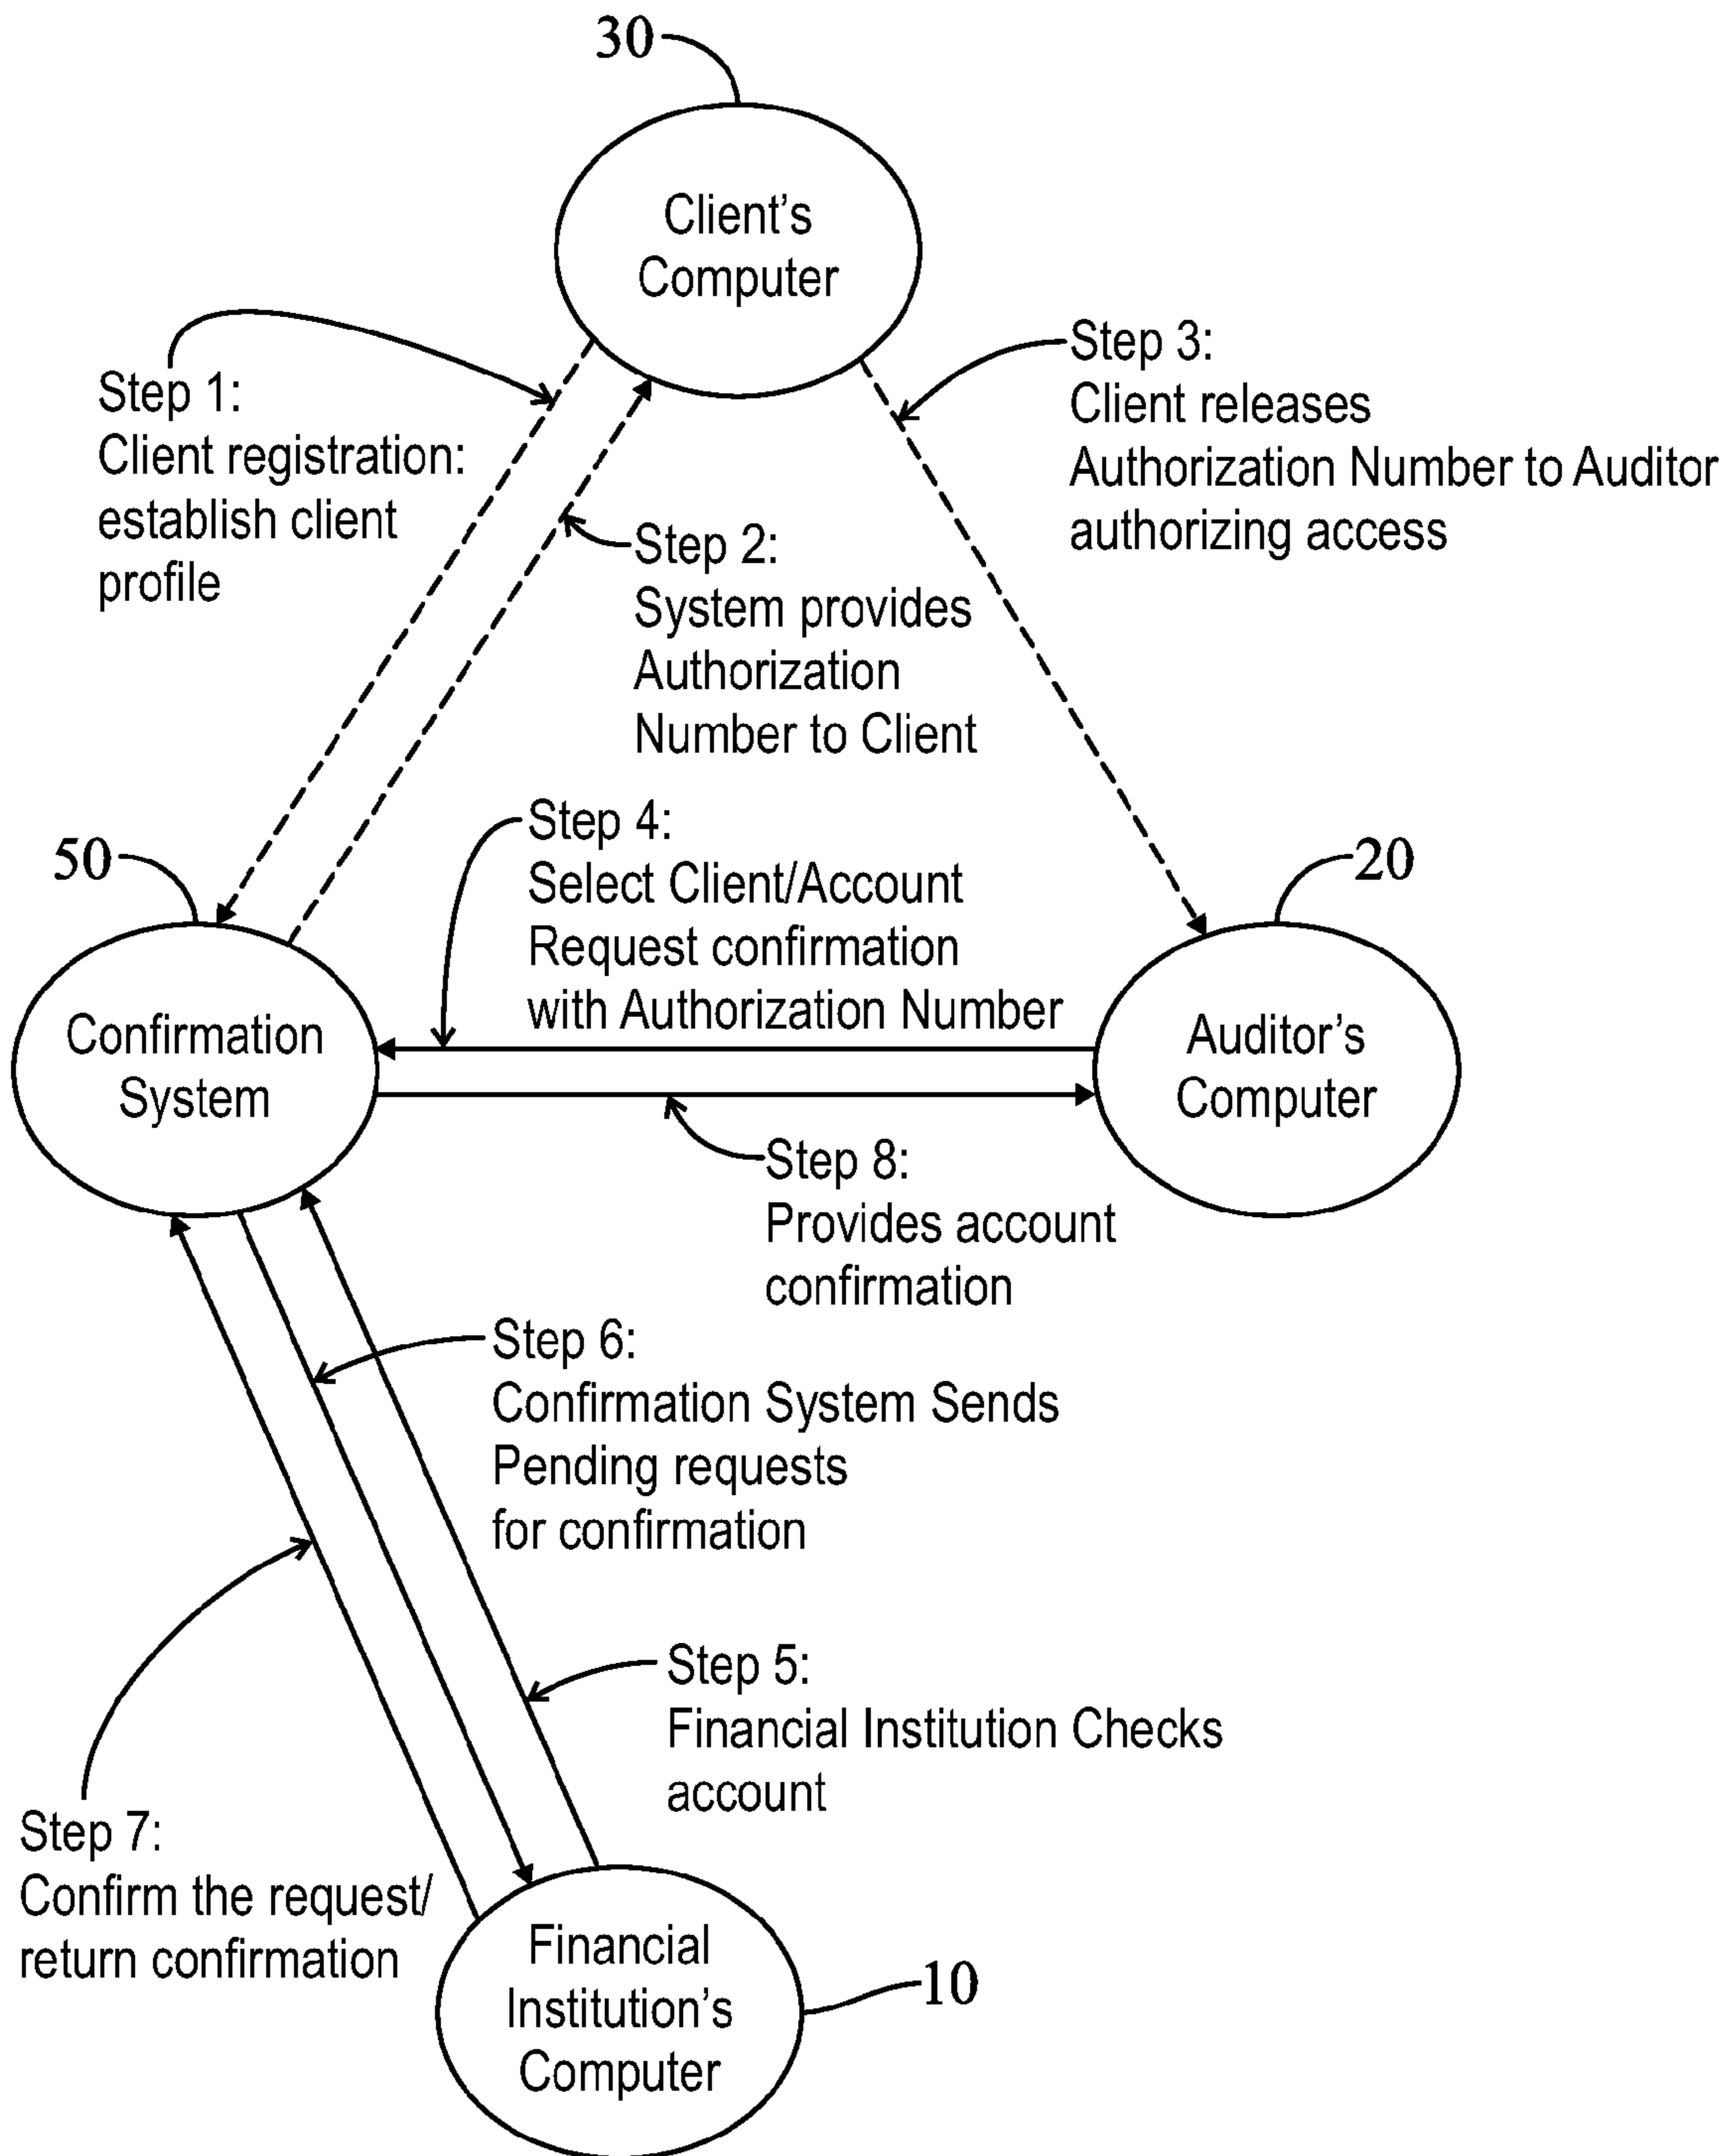 30
Client's
Computer
Step 1:
Client registration:
establish client
profile
Step 2:
System provides
Authorization
Number to Client
Step 3:
Client releases
Authorization Number to Auditor
authorizing access
50
Confirmation
System
Step 4:
Select Client/Account
Request confirmation
with Authorization Number
20
Auditor's
Computer
Step 8:
Provides account
confirmation
Step 6:
Confirmation System Sends
Pending requests
for confirmation
Step 5:
Financial Institution Checks
account
Step 7:
Confirm the request/
return confirmation
Financial
Institution's
Computer
10